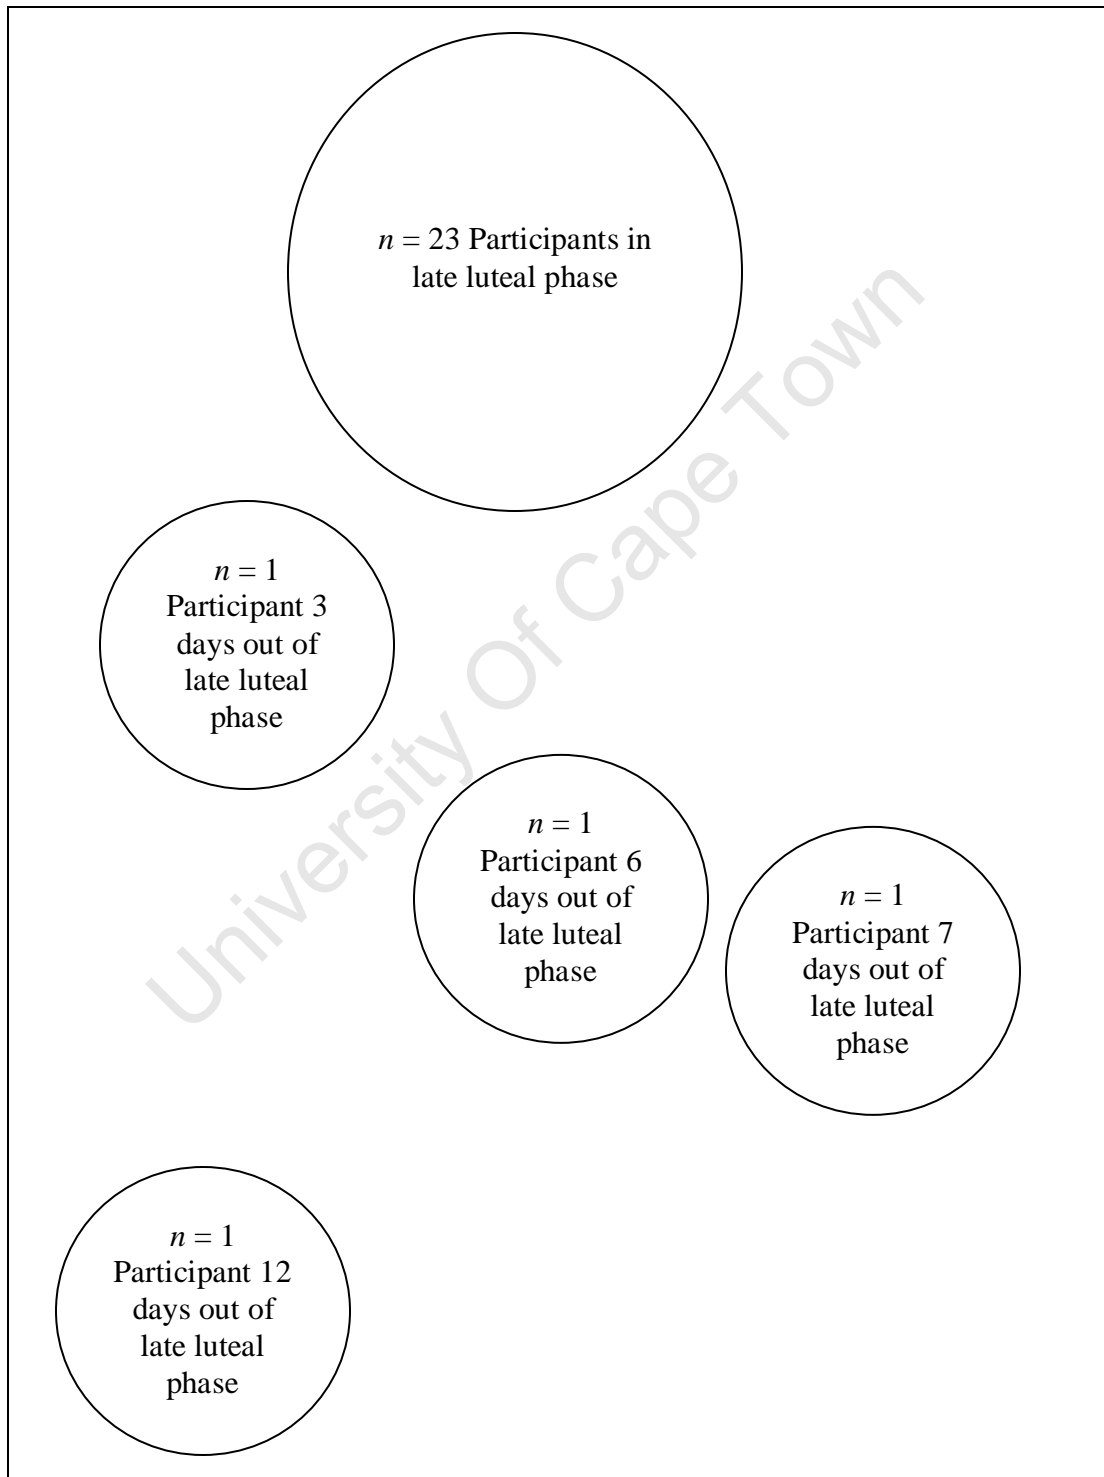 n = 23 Participants in
late luteal phase
n = 1
Participant 3
days out of
late luteal
phase
n = 1
Participant 6
days out of
late luteal
phase
n = 1
Participant 7
days out of
late luteal
phase
n = 1
Participant 12
days out of
late luteal
phase
University Of Cape Town